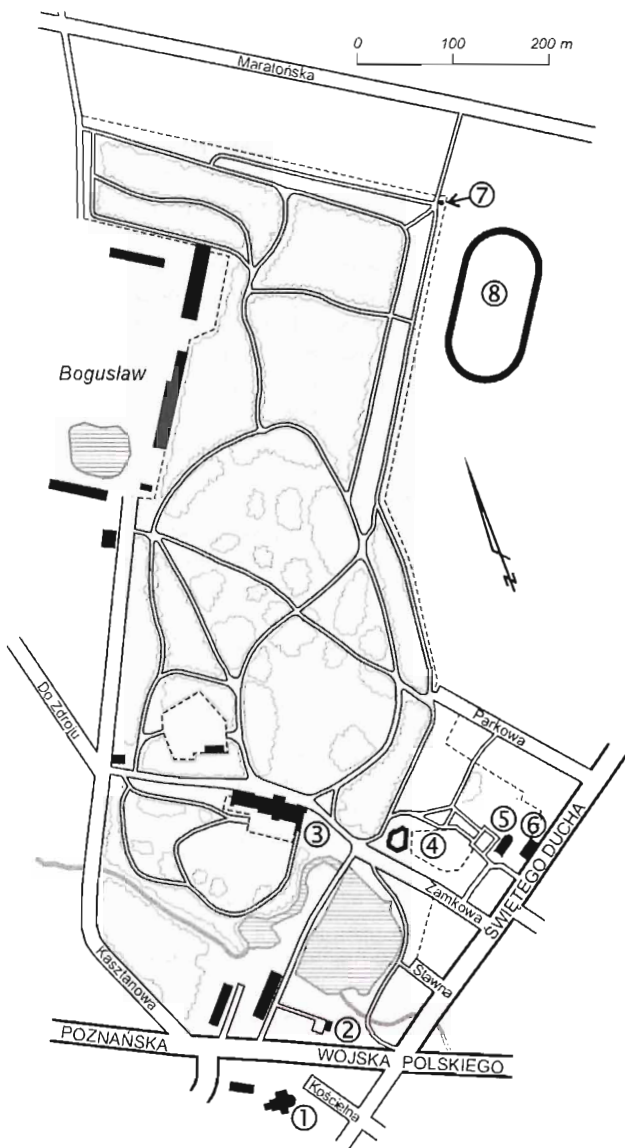 0 100 200 m
Maratońska
⑦
⑧
Bogusław
N
Do Zdroju
Parkowa
③
④
⑤
⑥
ŚWIĘTEGO DUCHA
Zamkowa
Sławna
Kasztanowa
②
POZNAŃSKA
WOJSKA POLSKIEGO
Kościelna
①